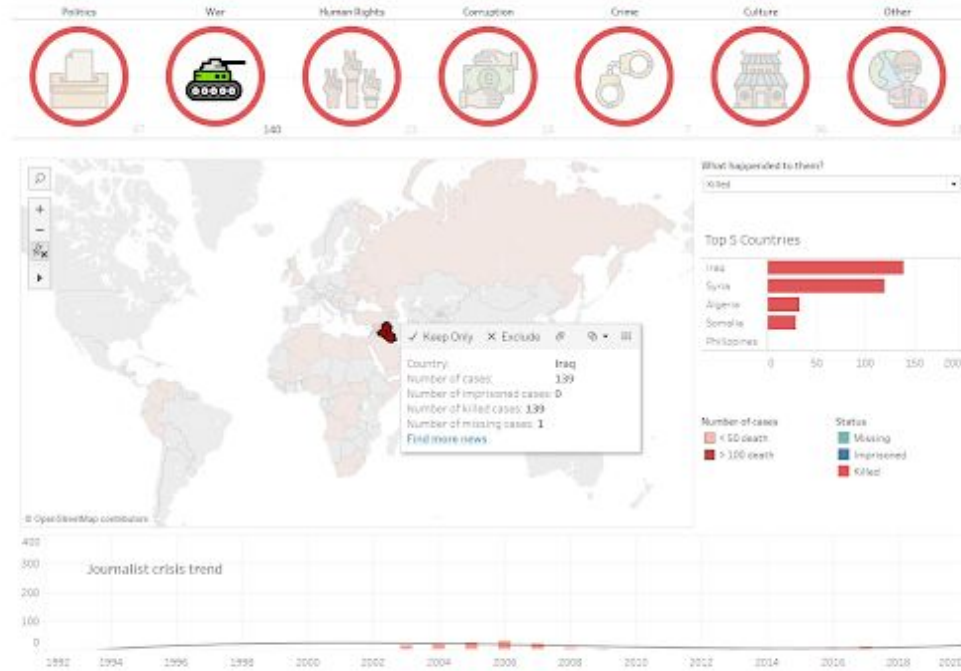 Politics War Human Rights Corruption Crime Culture Other
67 140
What happended to them?
Killed
Top 5 Countries
Iraq
Syria
Algeria
Somalia
Philippines
0 50 100 150 200
Keep Only Exclude
Country: Iraq
Number of cases: 139
Number of imprisoned cases: 0
Number of killed cases: 139
Number of missing cases: 1
Find more news
Number of cases
< 50 death
> 100 death
Status
Missing
Imprisoned
Killed
© OpenStreetMap contributors
Journalist crisis trend
400
300
200
100
0
1992 1994 1996 1998 2000 2002 2004 2006 2008 2010 2012 2014 2016 2018